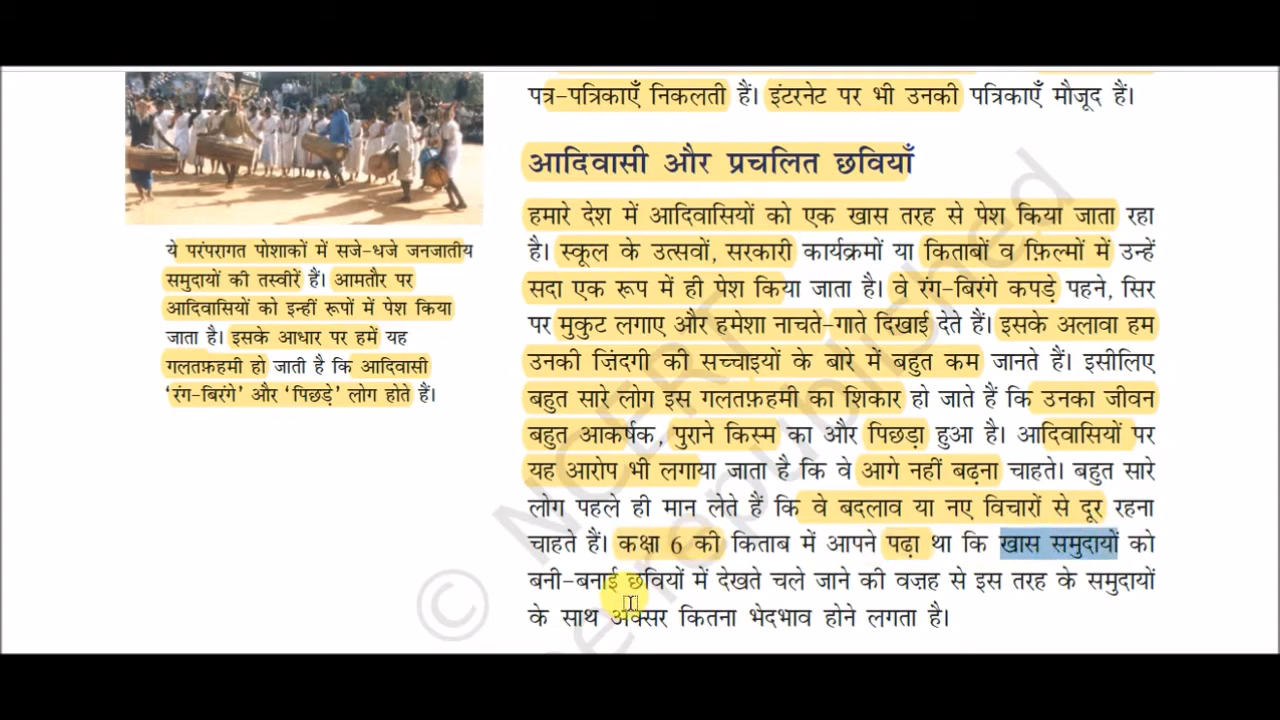 पत्र-पत्रिकाएँ निकलती हैं। इंटरनेट पर भी उनकी पत्रिकाएँ मौजूद हैं।
आदिवासी और प्रचलित छवियाँ
हमारे देश में आदिवासियों को एक खास तरह से पेश किया जाता रहा
है। स्कूल के उत्सवों, सरकारी कार्यक्रमों या किताबों व फ़िल्मों में उन्हें
सदा एक रूप में ही पेश किया जाता है। वे रंग-बिरंगे कपड़े पहने, सिर
पर मुकुट लगाए और हमेशा नाचते-गाते दिखाई देते हैं। इसके अलावा हम
उनकी ज़िंदगी की सच्चाइयों के बारे में बहुत कम जानते हैं। इसीलिए
बहुत सारे लोग इस गलतफ़हमी का शिकार हो जाते हैं कि उनका जीवन
बहुत आकर्षक, पुराने किस्म का और पिछड़ा हुआ है। आदिवासियों पर
यह आरोप भी लगाया जाता है कि वे आगे नहीं बढ़ना चाहते। बहुत सारे
लोग पहले ही मान लेते हैं कि वे बदलाव या नए विचारों से दूर रहना
चाहते हैं। कक्षा 6 की किताब में आपने पढ़ा था कि खास समुदायों को
बनी-बनाई छवियों में देखते चले जाने की वज़ह से इस तरह के समुदायों
के साथ अक्सर कितना भेदभाव होने लगता है।
ये परंपरागत पोशाकों में सजे-धजे जनजातीय
समुदायों की तस्वीरें हैं। आमतौर पर
आदिवासियों को इन्हीं रूपों में पेश किया
जाता है। इसके आधार पर हमें यह
गलतफ़हमी हो जाती है कि आदिवासी
'रंग-बिरंगे' और 'पिछड़े' लोग होते हैं।
© NCERT
republished